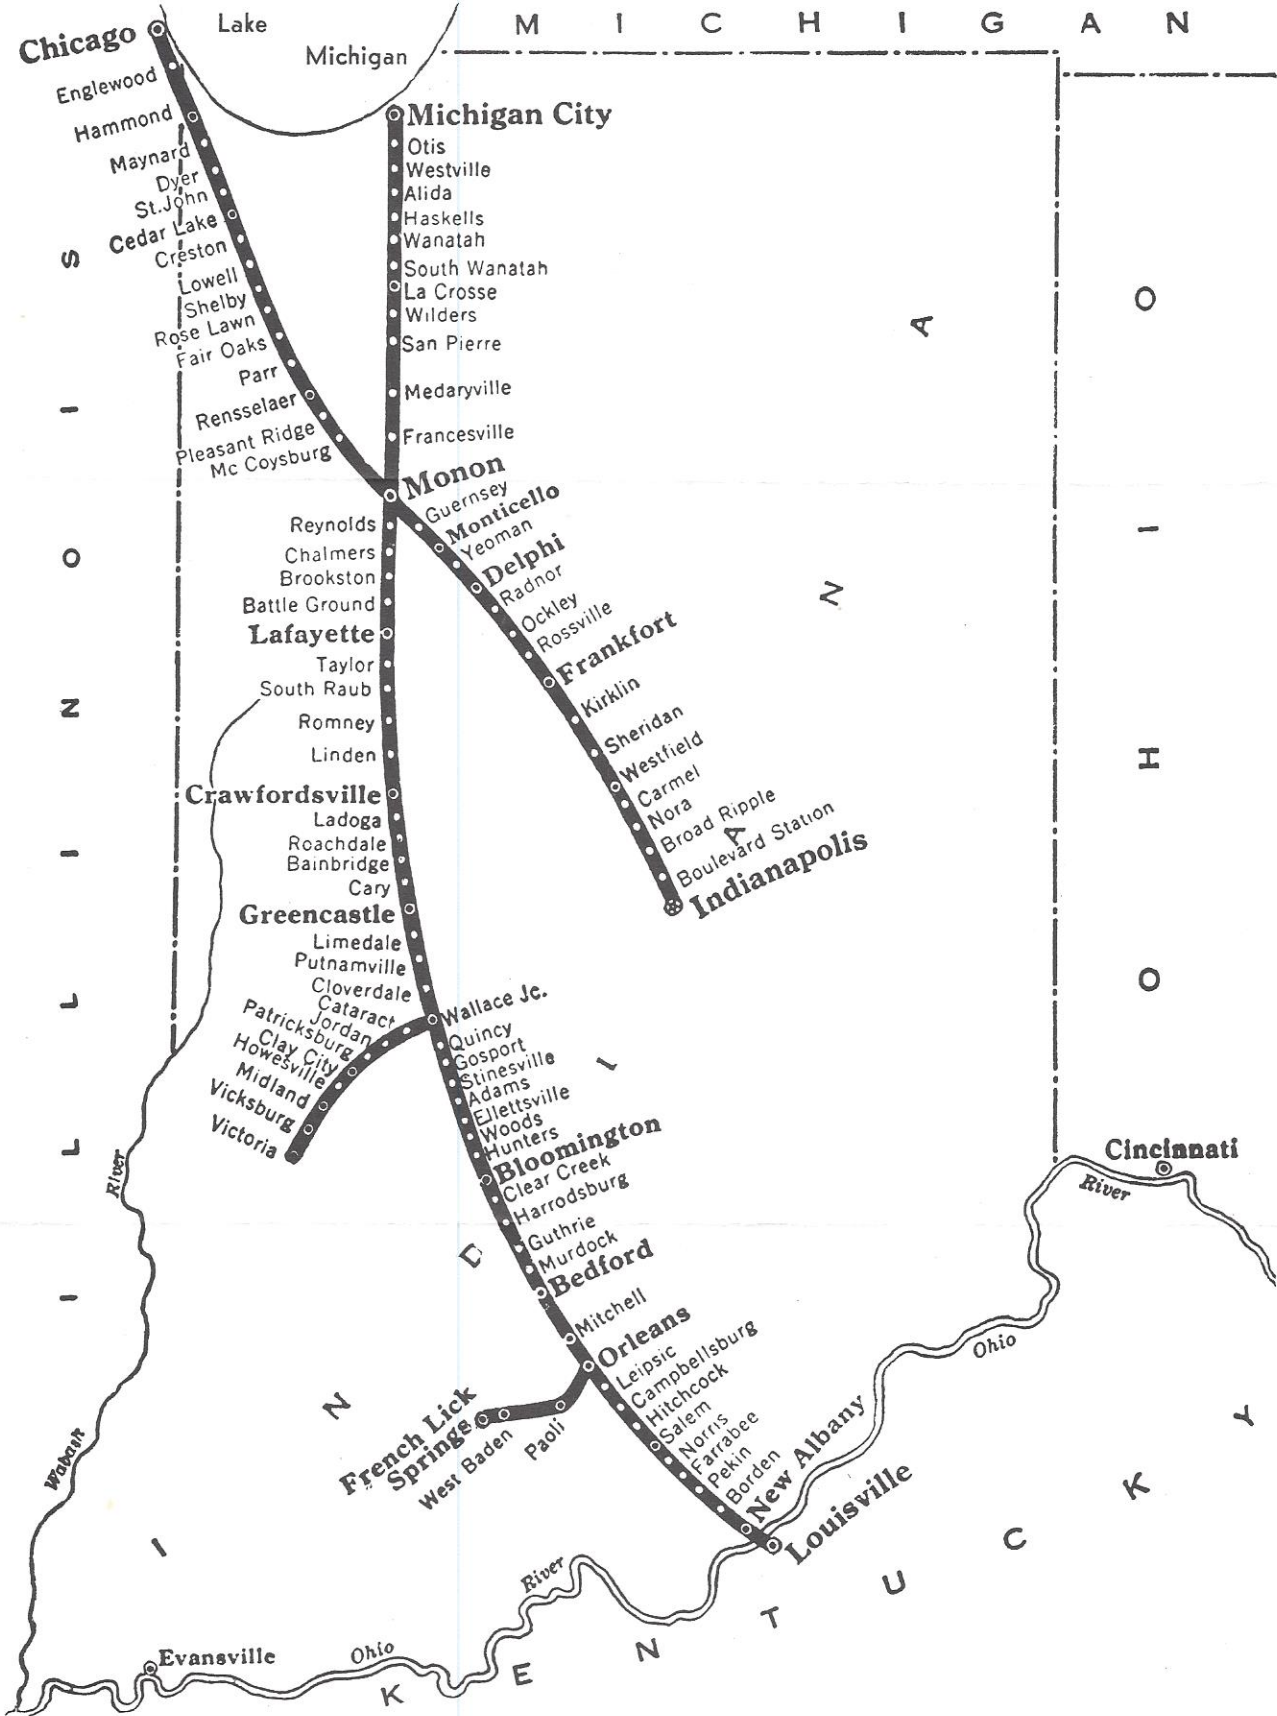 Chicago
Lake
Michigan
M I C H I G A N
Englewood
Hammond
Maynard
Dyer
St.John
Cedar Lake
Creston
Lowell
Shelby
Rose Lawn
Fair Oaks
Parr
Rensselaer
Pleasant Ridge
Mc Coysburg
Michigan City
Otis
Westville
Alida
Haskells
Wanatah
South Wanatah
La Crosse
Wilders
San Pierre
Medaryville
Francesville
Monon
Guernsey
Monticello
Yeoman
Delphi
Radnor
Ockley
Rossville
Frankfort
Kirklin
Sheridan
Westfield
Carmel
Nora
Broad Ripple
Boulevard Station
Indianapolis
Reynolds
Chalmers
Brookston
Battle Ground
Lafayette
Taylor
South Raub
Romney
Linden
Crawfordsville
Ladoga
Roachdale
Bainbridge
Cary
Greencastle
Limedale
Putnamville
Cloverdale
Cataract
Jordan
Patricksburg
Clay City
Howesville
Midland
Vicksburg
Victoria
Wallace Jc.
Quincy
Gosport
Stinesville
Adams
Ellettsville
Woods
Hunters
Bloomington
Clear Creek
Harrodsburg
Guthrie
Murdock
Bedford
Mitchell
Orleans
Leipsic
Campbellsburg
Hitchcock
Salem
Norris
Farrabee
Pekin
Borden
New Albany
Louisville
French Lick
Springs
West Baden
Paoli
Cincinnati
River
Ohio
River
Wabash
River
Ohio
Evansville
I L L I N O I S
I N D I A N A
O H I O
K E N T U C K Y